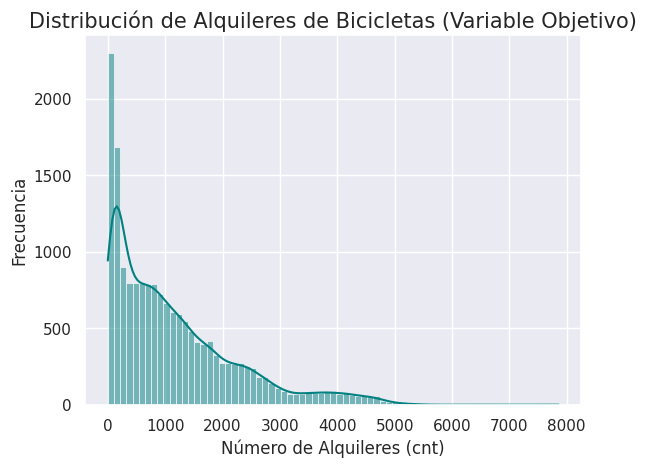 Distribución de Alquileres de Bicicletas (Variable Objetivo)
Frecuencia
2000
1500
1000
500
0
0 1000 2000 3000 4000 5000 6000 7000 8000
Número de Alquileres (cnt)